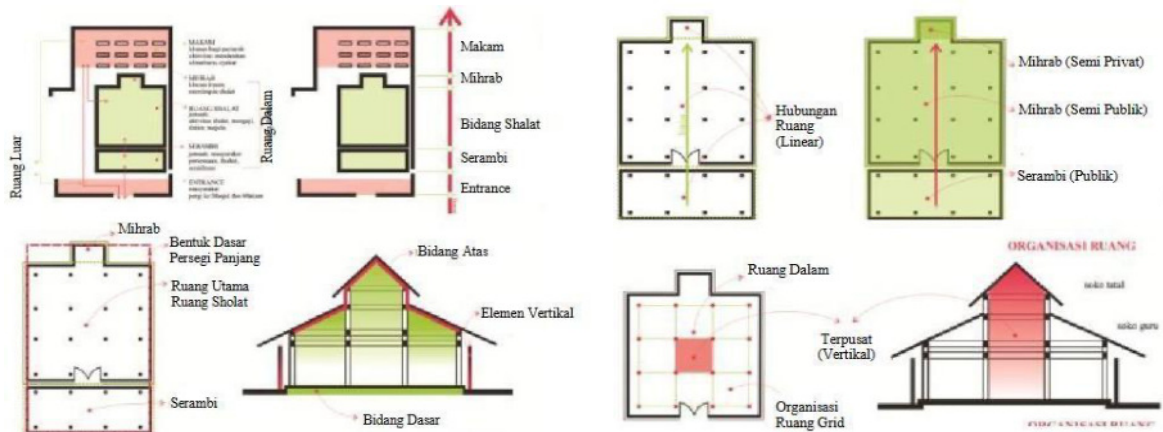 MAKAM
MIHRAB
RUANG SHALAT
SERAMBI
ENTRANCE
Ruang Luar
Ruang Dalam
Makam
Mihrab
Bidang Shalat
Serambi
Entrance
Hubungan
Ruang
(Linear)
Mihrab (Semi Privat)
Mihrab (Semi Publik)
Serambi (Publik)
Mihrab
Bentuk Dasar
Persegi Panjang
Ruang Utama
Ruang Sholat
Serambi
Bidang Atas
Elemen Vertikal
Bidang Dasar
Ruang Dalam
Terpusat
(Vertikal)
Organisasi
Ruang Grid
ORGANISASI RUANG
soko tatal
soko guru
ORGANISASI RUANG